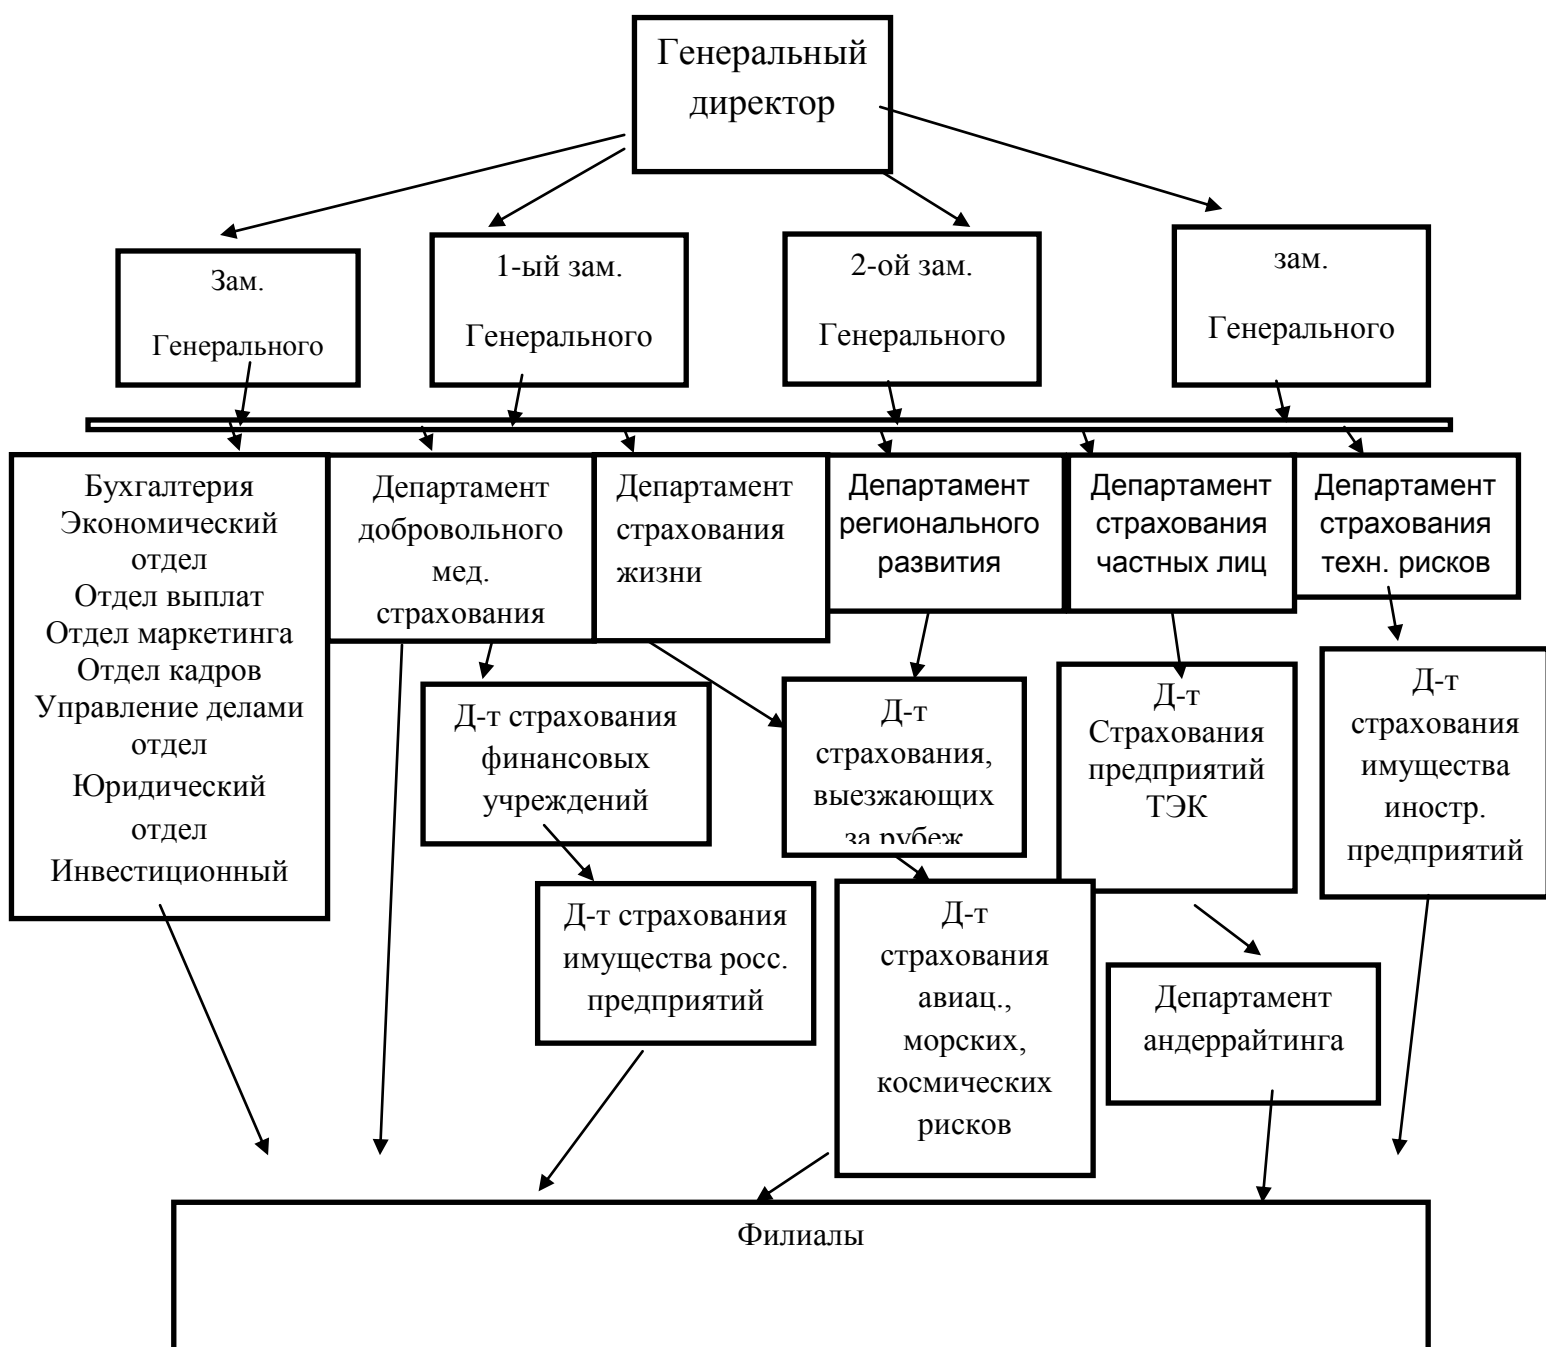 Генеральный
директор
Зам.
Генерального
1-ый зам.
Генерального
2-ой зам.
Генерального
зам.
Генерального
Бухгалтерия
Экономический
отдел
Отдел выплат
Отдел маркетинга
Отдел кадров
Управление делами
отдел
Юридический
отдел
Инвестиционный
Департамент
добровольного
мед.
страхования
Департамент
страхования
жизни
Департамент
регионального
развития
Департамент
страхования
частных лиц
Департамент
страхования
техн. рисков
Д-т страхования
финансовых
учреждений
Д-т
страхования,
выезжающих
за рубеж
Д-т
Страхования
предприятий
ТЭК
Д-т
страхования
имущества
иностр.
предприятий
Д-т страхования
имущества росс.
предприятий
Д-т
страхования
авиац.,
морских,
космических
рисков
Департамент
андеррайтинга
Филиалы